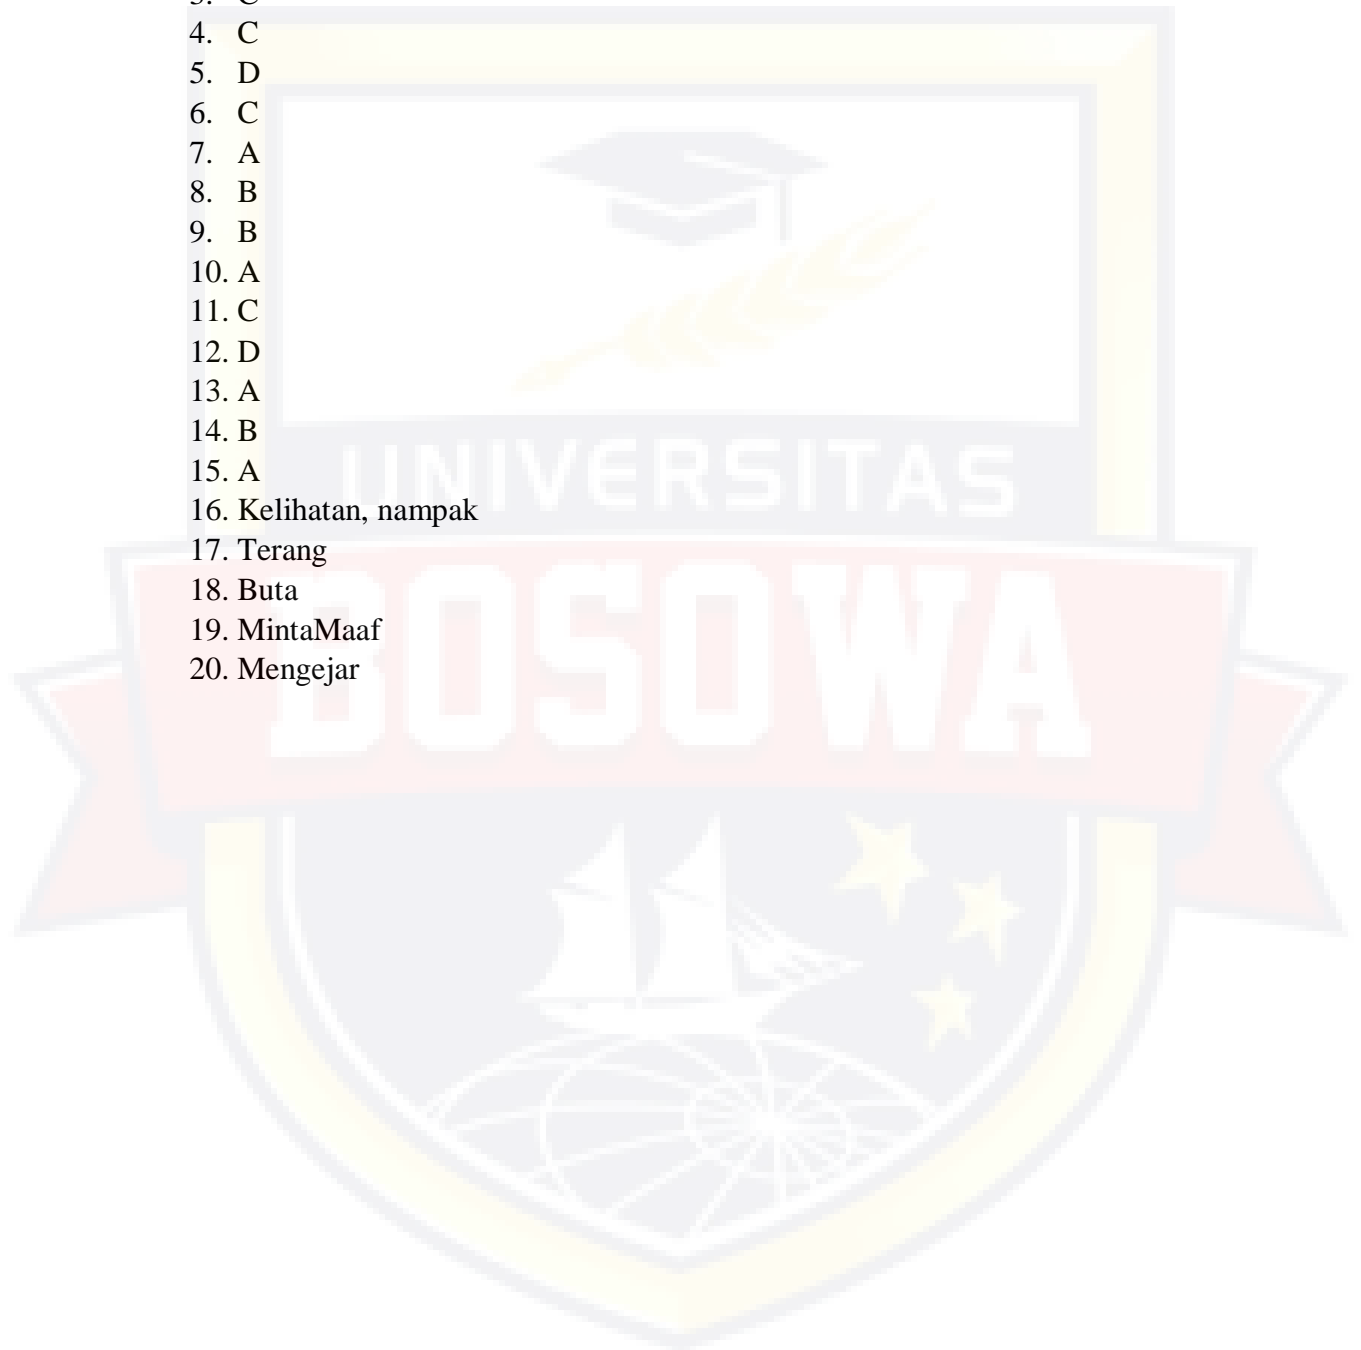 4. C
5. D
6. C
7. A
8. B
9. B
10. A
11. C
12. D
13. A
14. B
15. A
UNIVERSITAS
16. Kelihatan, nampak
17. Terang
18. Buta
19. MintaMaaf
20. Mengejar
BOSOWA